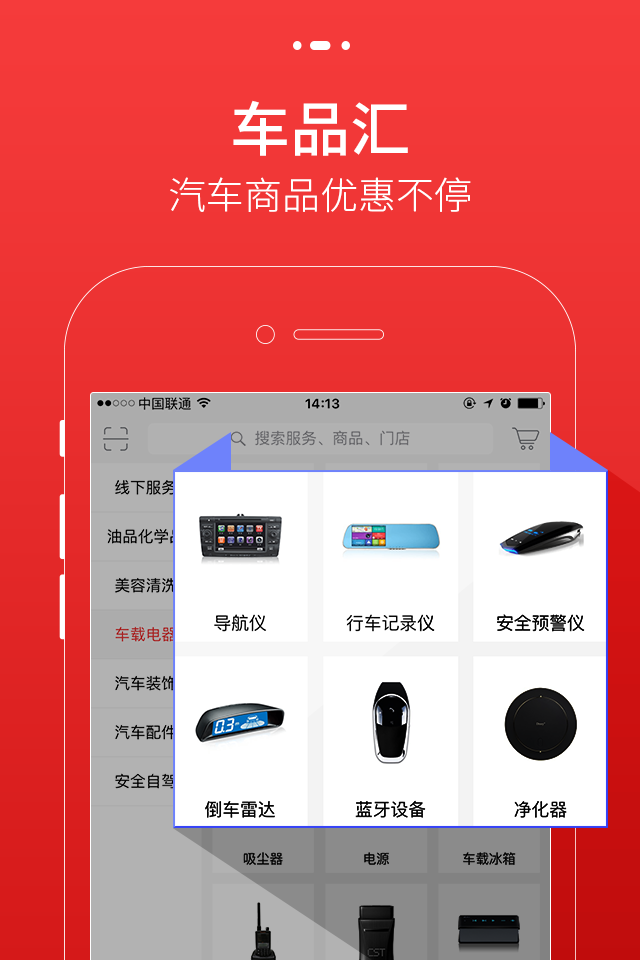 车品汇
汽车商品优惠不停
中国联通
14:13
搜索服务、商品、门店
线下服务
油品化学品
美容清洗
车载电器
汽车装饰
汽车配件
安全自驾
导航仪
行车记录仪
安全预警仪
0.3
倒车雷达
蓝牙设备
净化器
吸尘器
电源
车载冰箱
CST